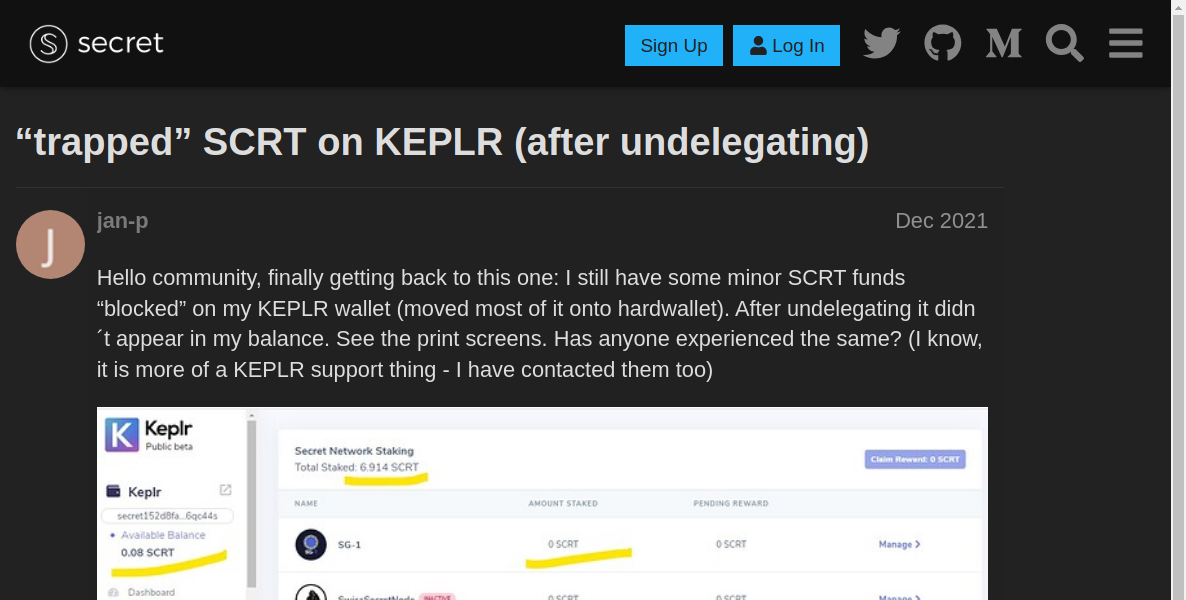 secret
Sign Up
Log In
“trapped” SCRT on KEPLR (after undelegating)
J
jan-p
Dec 2021
Hello community, finally getting back to this one: I still have some minor SCRT funds
“blocked” on my KEPLR wallet (moved most of it onto hardwallet). After undelegating it didn
´t appear in my balance. See the print screens. Has anyone experienced the same? (I know,
it is more of a KEPLR support thing - I have contacted them too)
Keplr
Public beta
Secret Network Staking
Total Staked: 6.914 SCRT
Claim Reward: 0 SCRT
Keplr
NAME
AMOUNT STAKED
PENDING REWARD
secret152d8fa...6qc44s
Available Balance
0.08 SCRT
SG-1
0 SCRT
0 SCRT
Manage
Dashboard
SwissSecretNode
INACTIVE
0 SCRT
0 SCRT
Manage